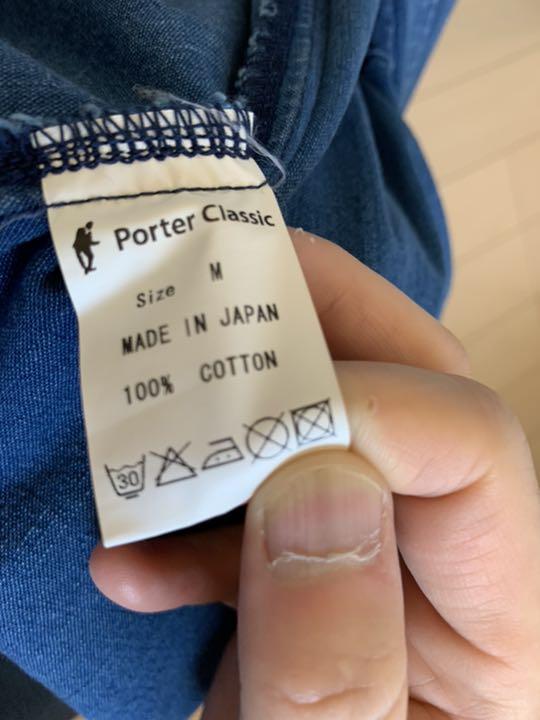 Porter Classic
Size M
MADE IN JAPAN
100% COTTON
30